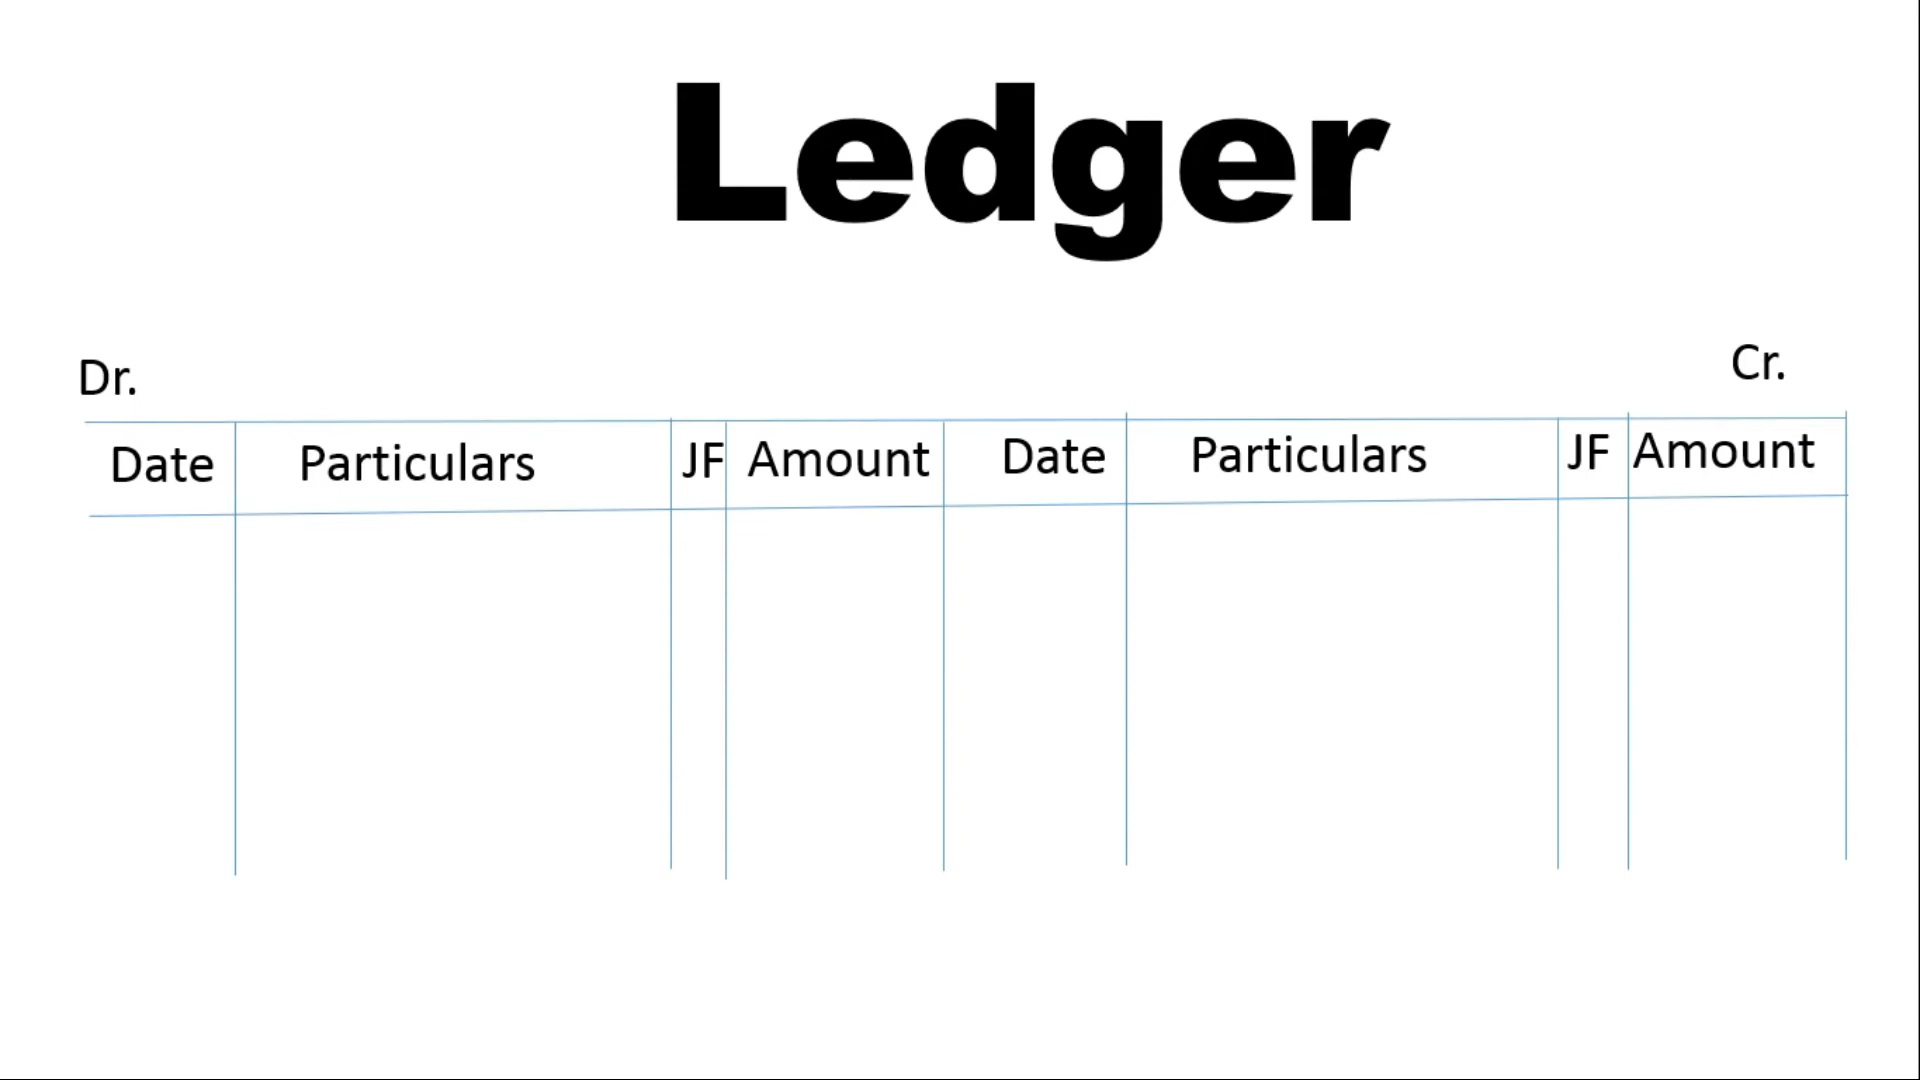 Ledger
Dr. Cr.
Date Particulars JF Amount Date Particulars JF Amount